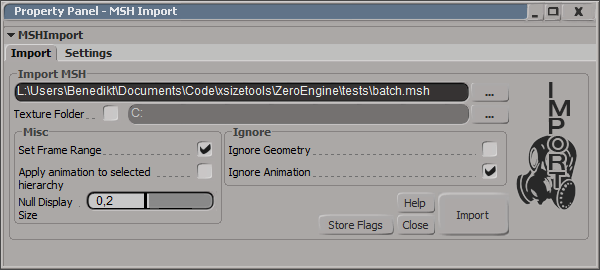 Property Panel - MSH Import
MSHImport
Import Settings
Import MSH
L:\Users\Benedikt\Documents\Code\xsizetools\ZeroEngine\tests\batch.msh ...
Texture Folder C: ...
Misc
Set Frame Range
Apply animation to selected
hierarchy
Null Display
Size
0,2
Ignore
Ignore Geometry
Ignore Animation
Help
Store Flags Close
Import
IMPORT